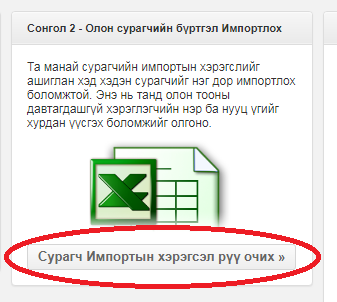 Сонгол 2 - Олон сурагчийн бүртгэл Импортлох
Та манай сурагчийн импортын хэрэгслийг
ашиглан хэд хэдэн сурагчийг нэг дор импортлох
боломжтой. Энэ нь танд олон тооны
давтагдашгүй хэрэглэгчийн нэр ба нууц үгийг
хурдан үүсгэх боломжийг олгоно.
Сурагч Импортын хэрэгсэл рүү очих »